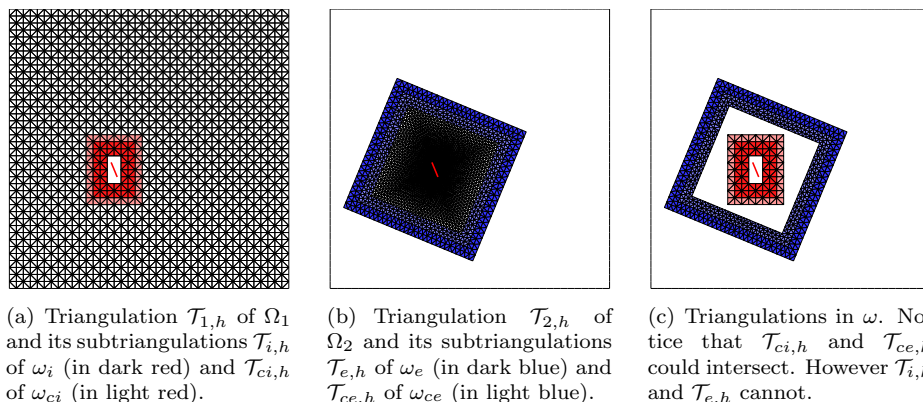 (a) Triangulation T1,h of Ω1
and its subtriangulations Ti,h
of ωi (in dark red) and Tci,h
of ωci (in light red).
(b) Triangulation T2,h of
Ω2 and its subtriangulations
Te,h of ωe (in dark blue) and
Tce,h of ωce (in light blue).
(c) Triangulations in ω. No
tice that Tci,h and Tce,h
could intersect. However Ti,h
and Te,h cannot.